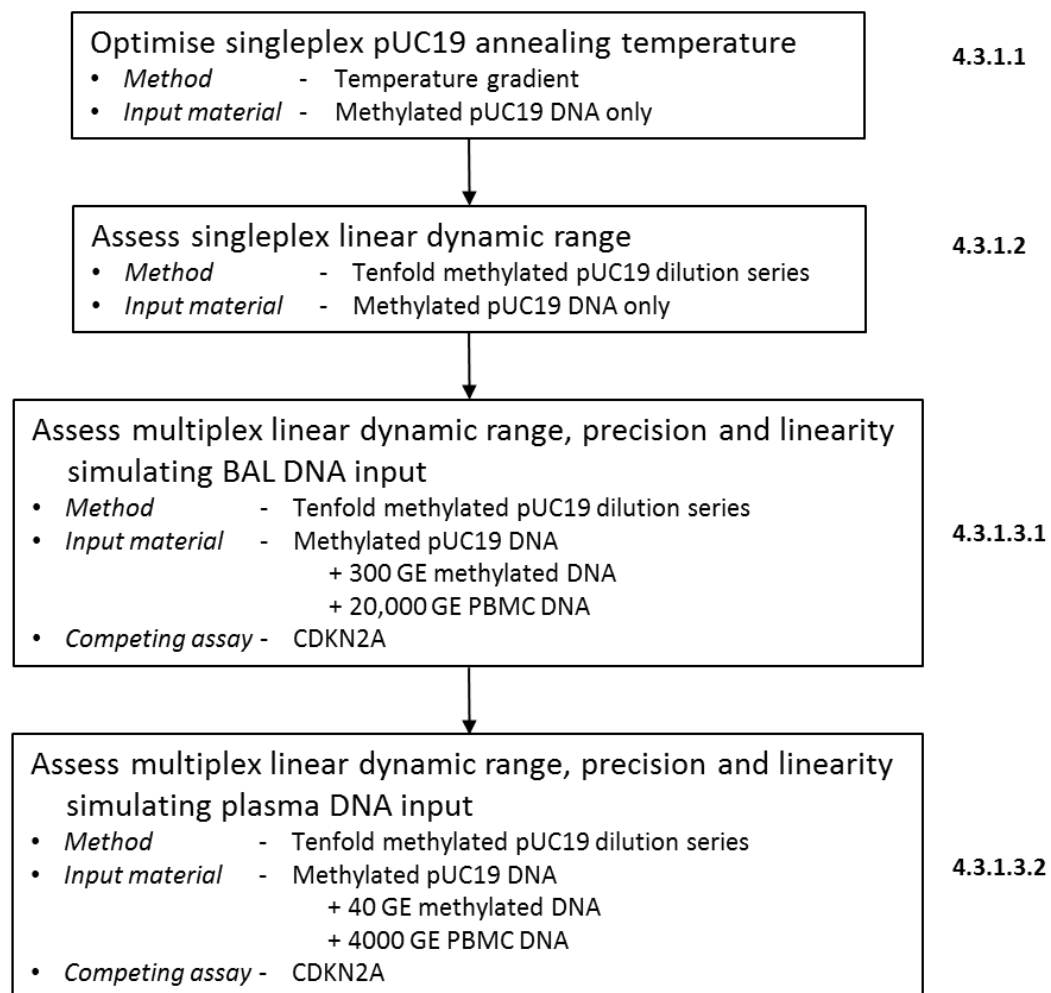 Optimise singleplex pUC19 annealing temperature
4.3.1.1
• Method - Temperature gradient
• Input material - Methylated pUC19 DNA only
Assess singleplex linear dynamic range
4.3.1.2
• Method - Tenfold methylated pUC19 dilution series
• Input material - Methylated pUC19 DNA only
Assess multiplex linear dynamic range, precision and linearity
simulating BAL DNA input
• Method - Tenfold methylated pUC19 dilution series
• Input material - Methylated pUC19 DNA
4.3.1.3.1
+ 300 GE methylated DNA
+ 20,000 GE PBMC DNA
• Competing assay - CDKN2A
Assess multiplex linear dynamic range, precision and linearity
simulating plasma DNA input
• Method - Tenfold methylated pUC19 dilution series
• Input material - Methylated pUC19 DNA
4.3.1.3.2
+ 40 GE methylated DNA
+ 4000 GE PBMC DNA
• Competing assay - CDKN2A